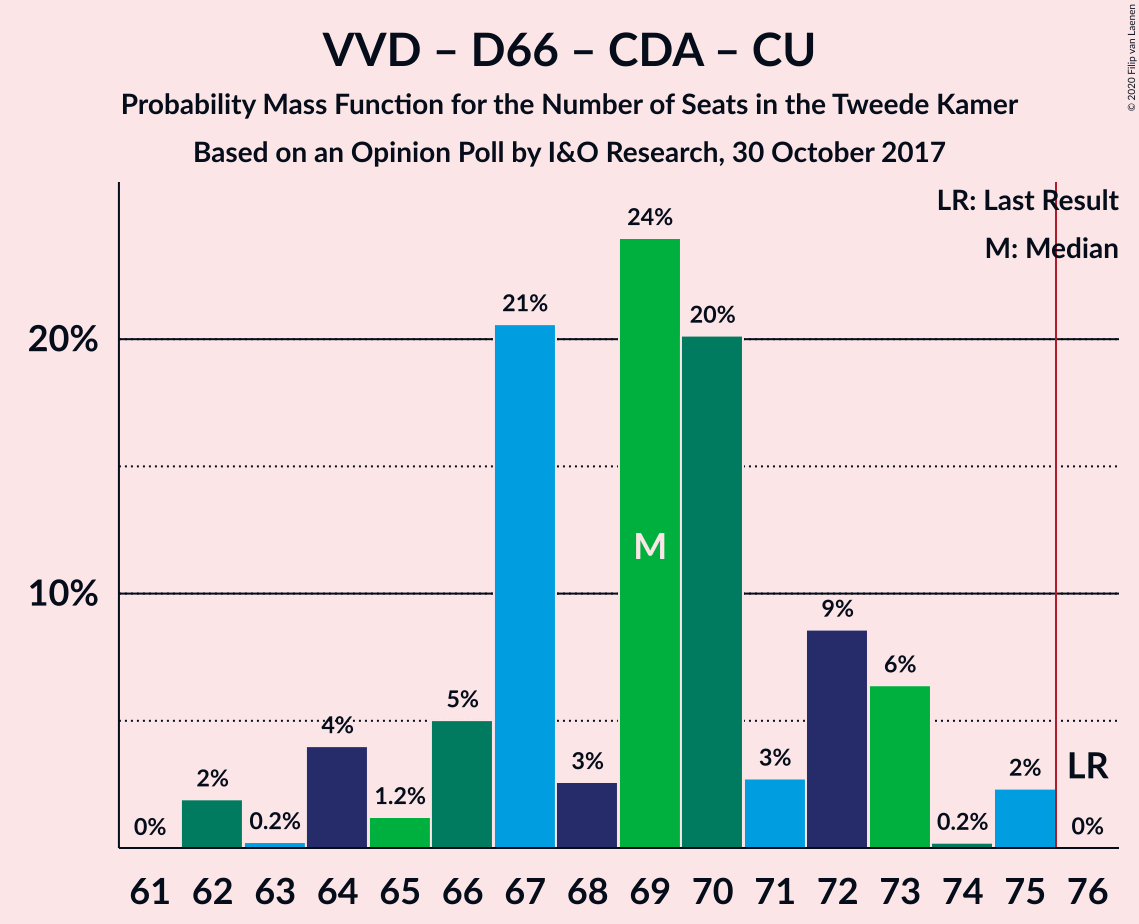 VVD – D66 – CDA – CU
Probability Mass Function for the Number of Seats in the Tweede Kamer
Based on an Opinion Poll by I&O Research, 30 October 2017
© 2020 Filip van Laenen
LR: Last Result
M: Median
20%
10%
0%
2%
0.2%
4%
1.2%
5%
21%
3%
24%
M
20%
3%
9%
6%
0.2%
2%
LR
0%
61 62 63 64 65 66 67 68 69 70 71 72 73 74 75 76